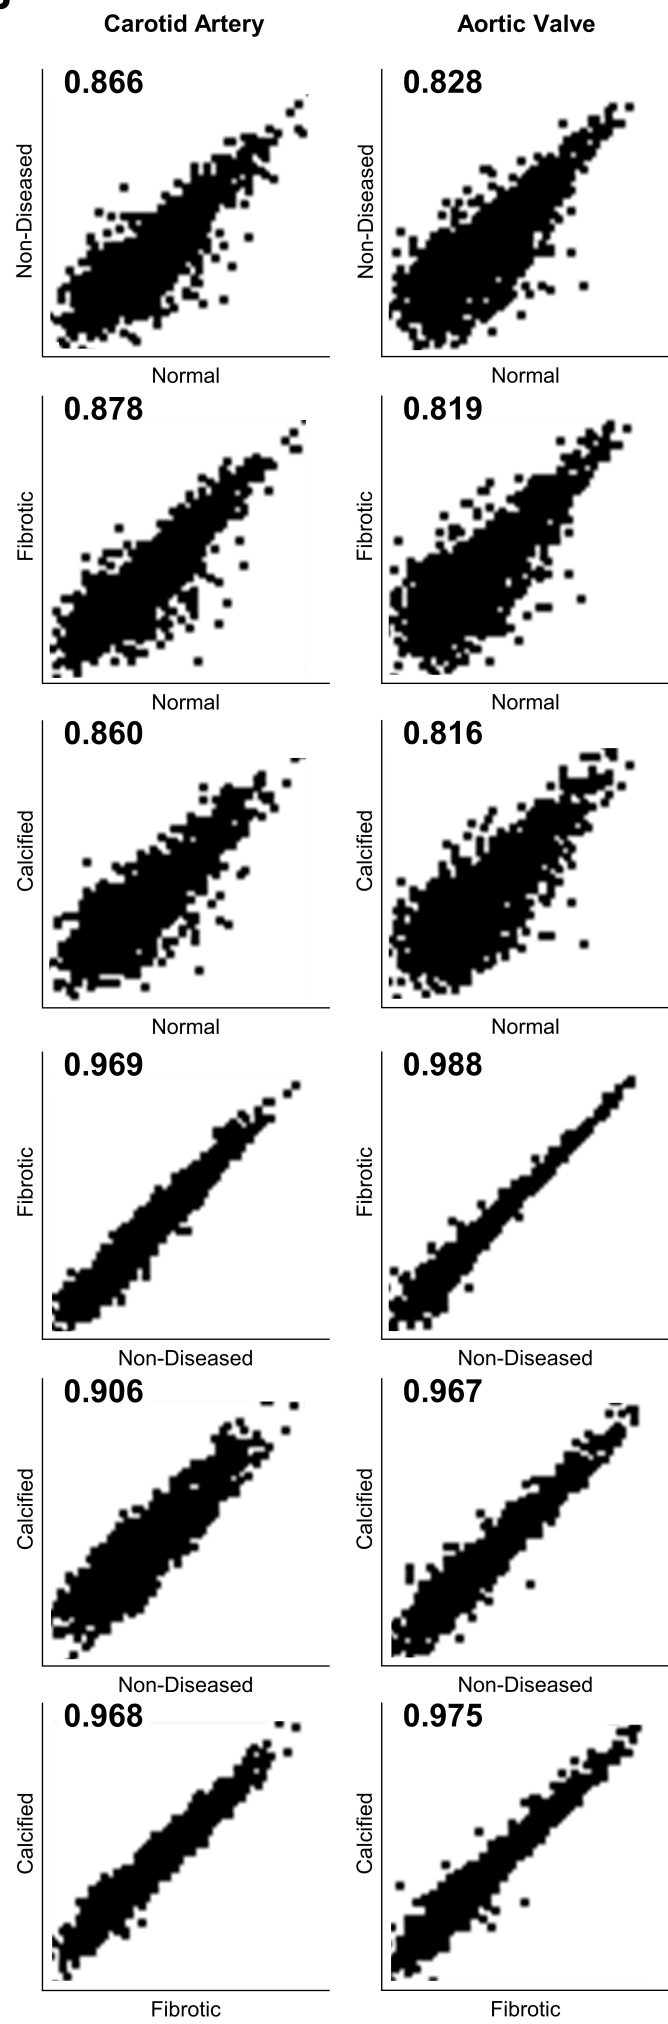 Carotid Artery Aortic Valve
0.866 0.828
Non-Diseased Non-Diseased
Normal Normal
0.878 0.819
Fibrotic Fibrotic
Normal Normal
0.860 0.816
Calcified Calcified
Normal Normal
0.969 0.988
Fibrotic Fibrotic
Non-Diseased Non-Diseased
0.906 0.967
Calcified Calcified
Non-Diseased Non-Diseased
0.968 0.975
Calcified Calcified
Fibrotic Fibrotic